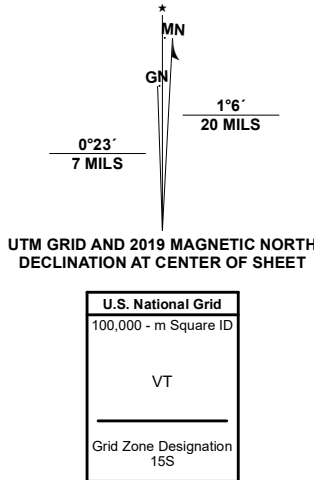 ★
MN
GN
1°6´
20 MILS
0°23´
7 MILS
UTM GRID AND 2019 MAGNETIC NORTH
DECLINATION AT CENTER OF SHEET
U.S. National Grid
100,000 - m Square ID
VT
Grid Zone Designation
15S